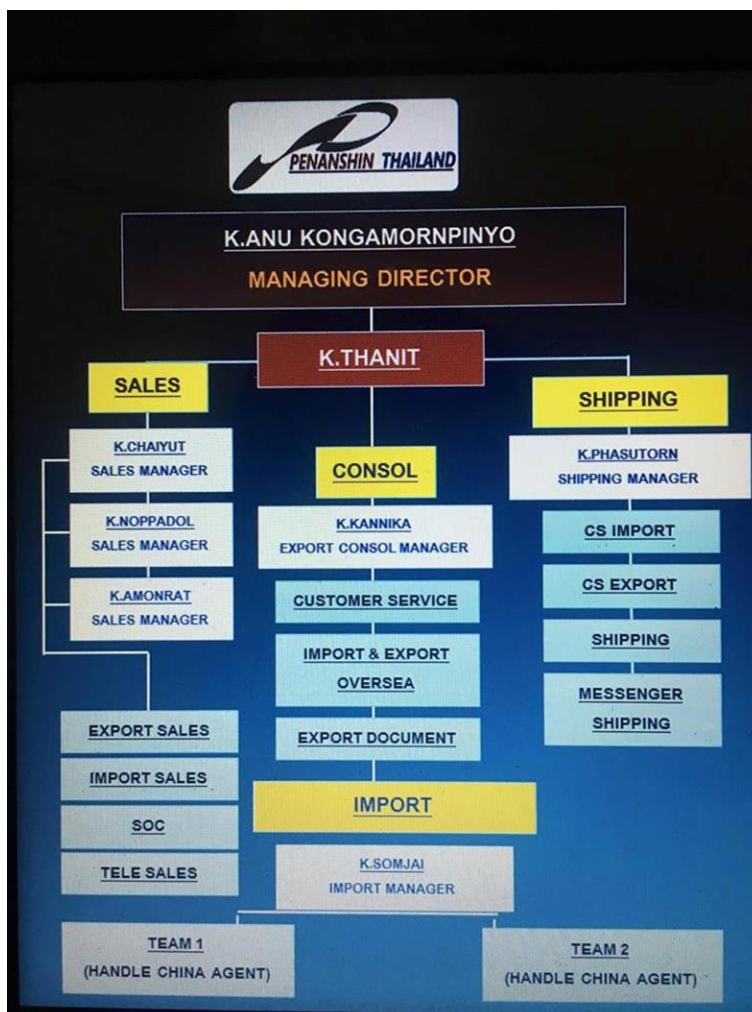 PENANSHIN THAILAND
K.ANU KONGAMORNPINYO
MANAGING DIRECTOR
K.THANIT
SALES
K.CHAIYUT
SALES MANAGER
K.NOPPADOL
SALES MANAGER
K.AMONRAT
SALES MANAGER
EXPORT SALES
IMPORT SALES
SOC
TELE SALES
CONSOL
K.KANNIKA
EXPORT CONSOL MANAGER
CUSTOMER SERVICE
IMPORT & EXPORT
OVERSEA
EXPORT DOCUMENT
IMPORT
K.SOMJAI
IMPORT MANAGER
TEAM 1
(HANDLE CHINA AGENT)
TEAM 2
(HANDLE CHINA AGENT)
SHIPPING
K.PHASUTORN
SHIPPING MANAGER
CS IMPORT
CS EXPORT
SHIPPING
MESSENGER
SHIPPING